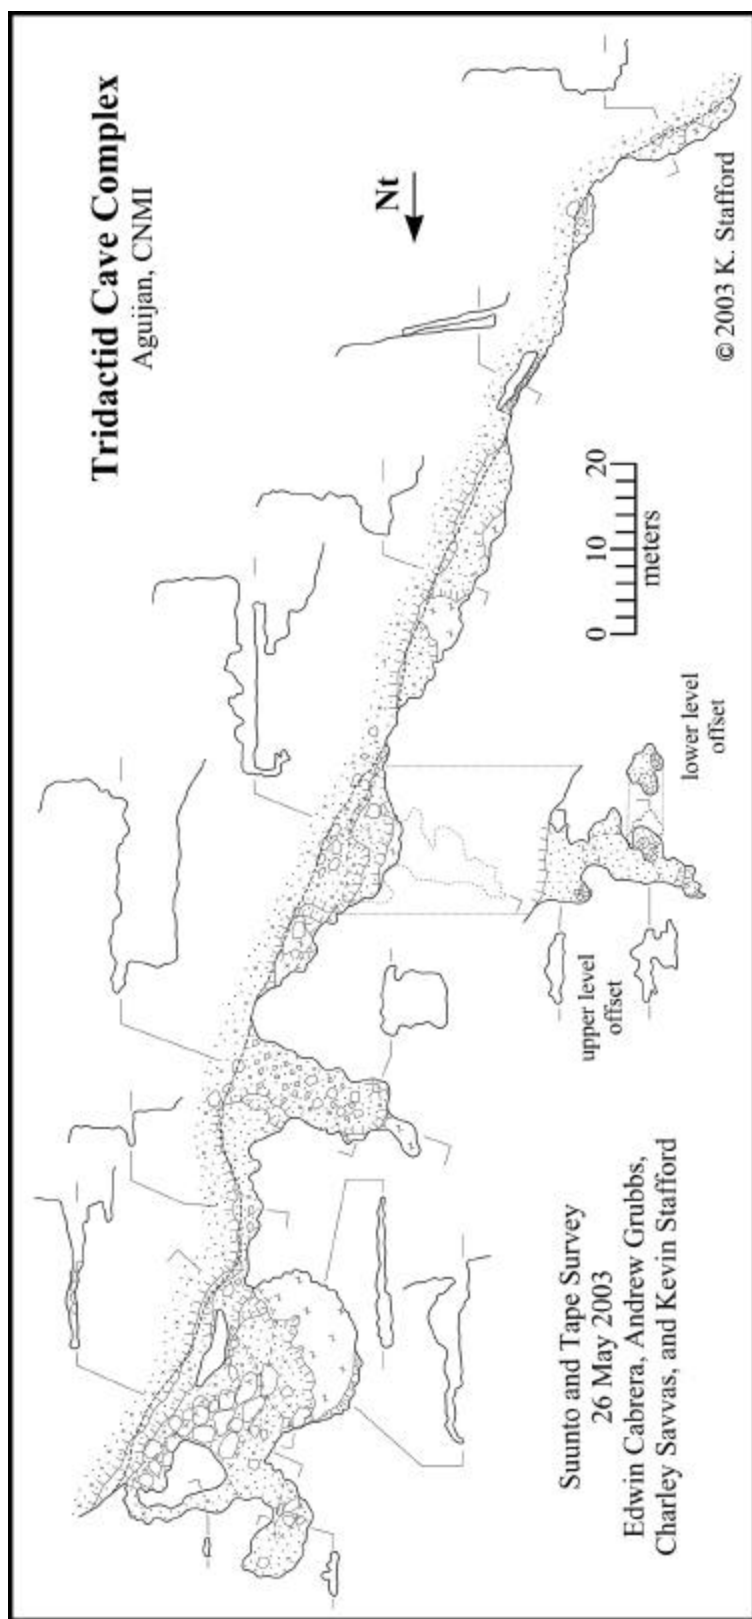 Tridactid Cave Complex
Aguijan, CNMI
Nt
0 10 20
meters
upper level
offset
lower level
offset
Suunto and Tape Survey
26 May 2003
Edwin Cabrera, Andrew Grubbs,
Charley Savvas, and Kevin Stafford
© 2003 K. Stafford